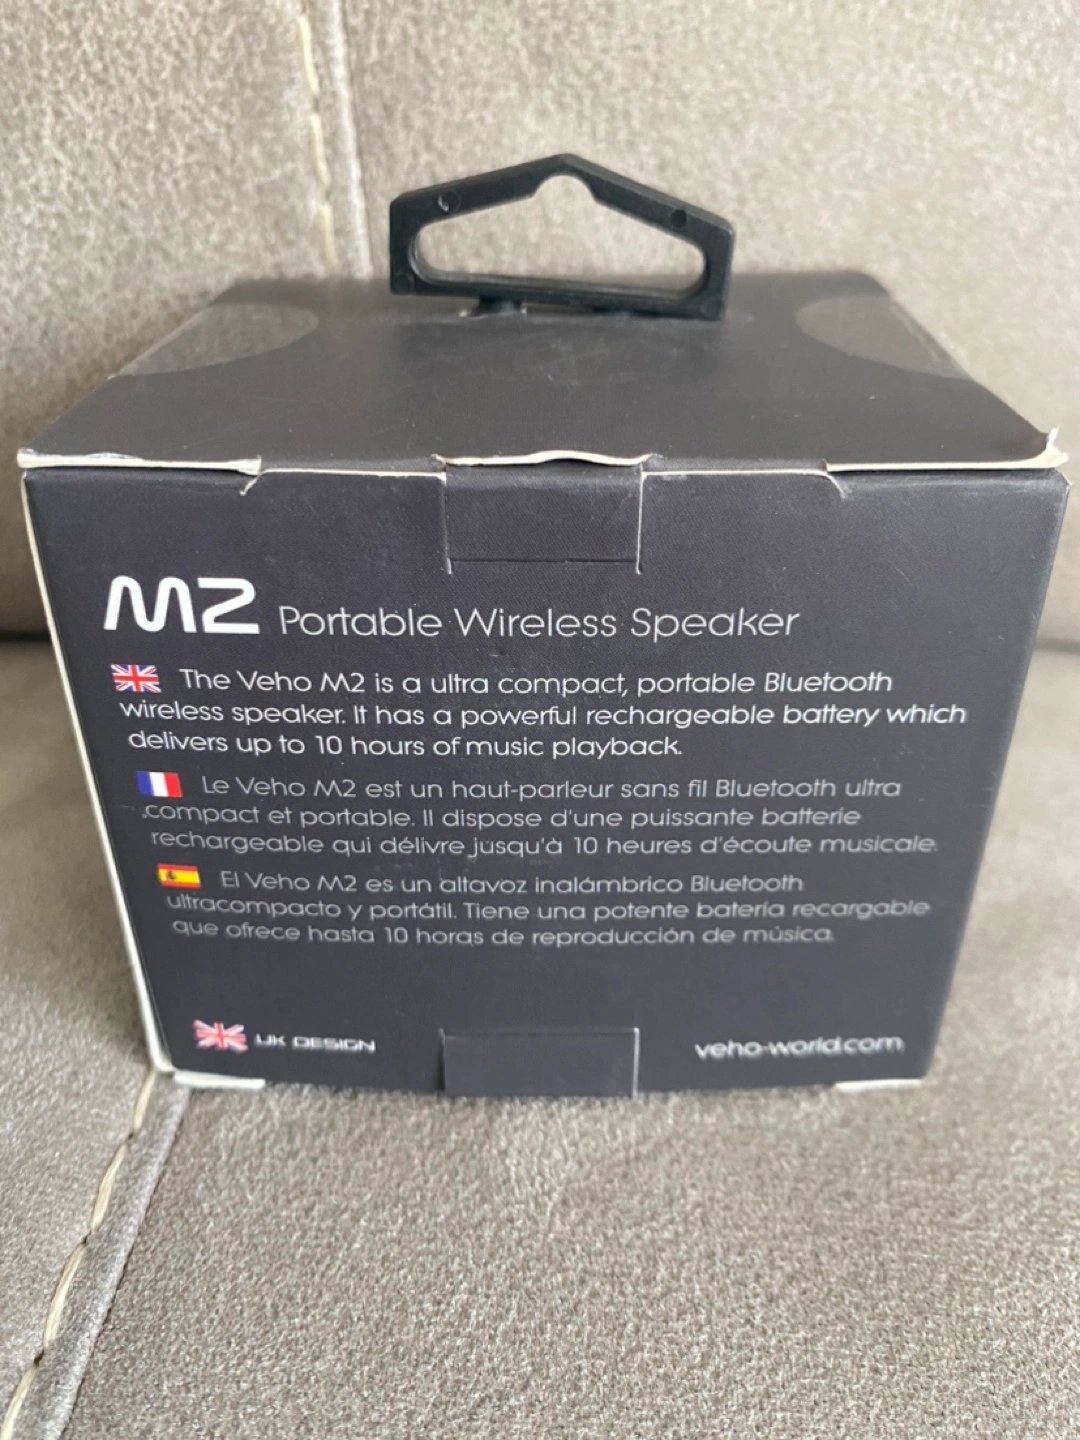 M2 Portable Wireless Speaker
The Veho M2 is a ultra compact, portable Bluetooth
wireless speaker. It has a powerful rechargeable battery which
delivers up to 10 hours of music playback.
Le Veho M2 est un haut-parleur sans fil Bluetooth ultra
compact et portable. Il dispose d'une puissante batterie
rechargeable qui délivre jusqu'à 10 heures d'écoute musicale.
El Veho M2 es un altavoz inalámbrico Bluetooth
ultracompacto y portátil. Tiene una potente batería recargable
que ofrece hasta 10 horas de reproducción de música.
UK DESIGN
veho-world.com